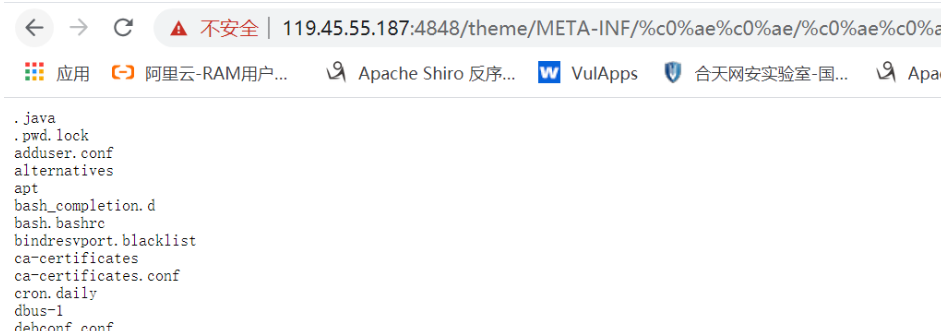 不安全 119.45.55.187:4848/theme/META-INF/%c0%ae%c0%ae/%c0%ae%c0%a
应用 阿里云-RAM用户... Apache Shiro 反序... VulApps 合天网安实验室-国... Apa
.java
.pwd.lock
adduser.conf
alternatives
apt
bash_completion.d
bash.bashrc
bindresvport.blacklist
ca-certificates
ca-certificates.conf
cron.daily
dbus-1
debconf.conf